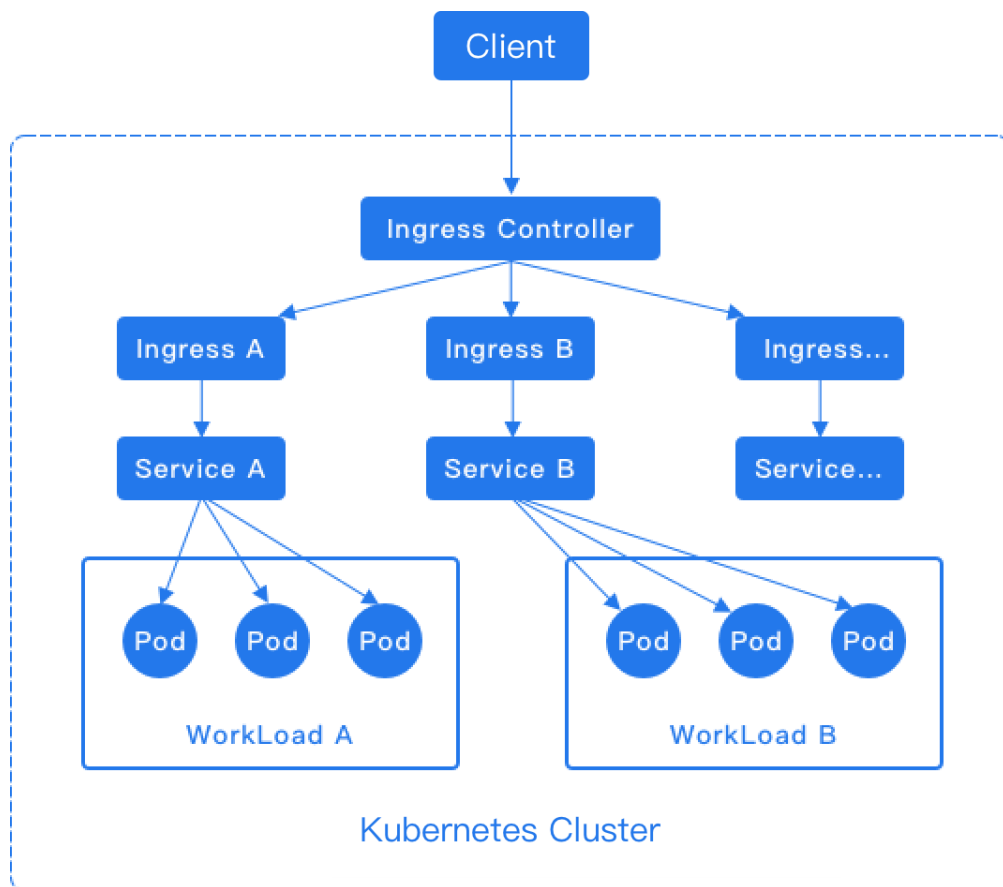 Client
Ingress Controller
Ingress A
Ingress B
Ingress...
Service A
Service B
Service...
Pod
Pod
Pod
Pod
Pod
Pod
WorkLoad A
WorkLoad B
Kubernetes Cluster